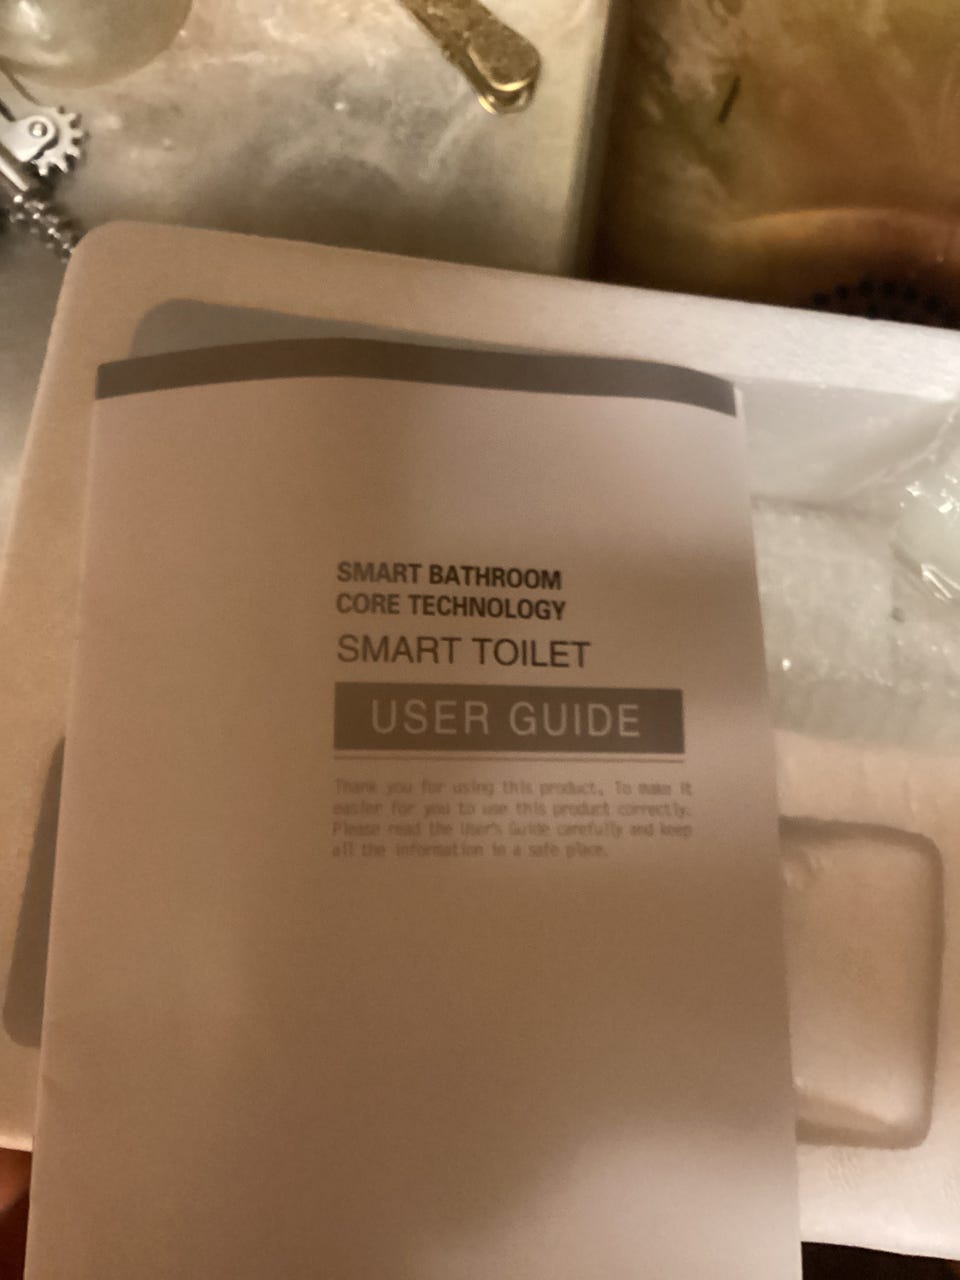 SMART BATHROOM
CORE TECHNOLOGY
SMART TOILET
USER GUIDE
Thank you for using this product. To make it
easier for you to use this product correctly.
Please read the User's Guide carefully and keep
all the information in a safe place.